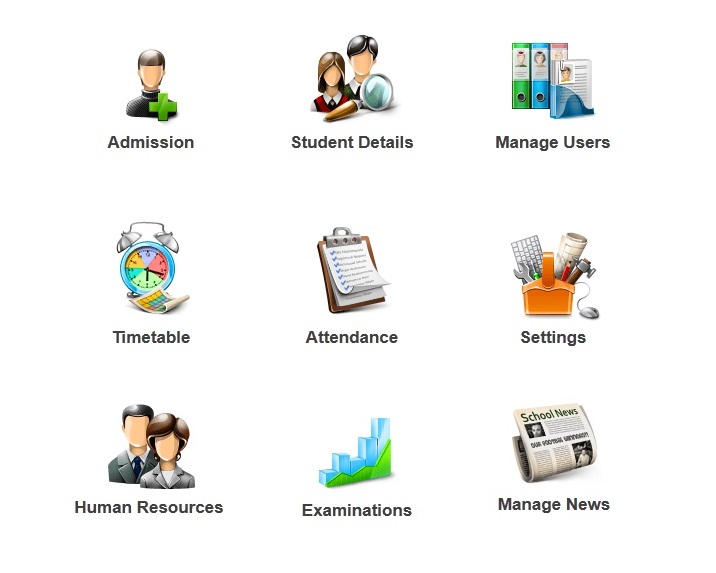 Admission
Student Details
Manage Users
Timetable
Attendance
Settings
School News
Human Resources
Examinations
Manage News